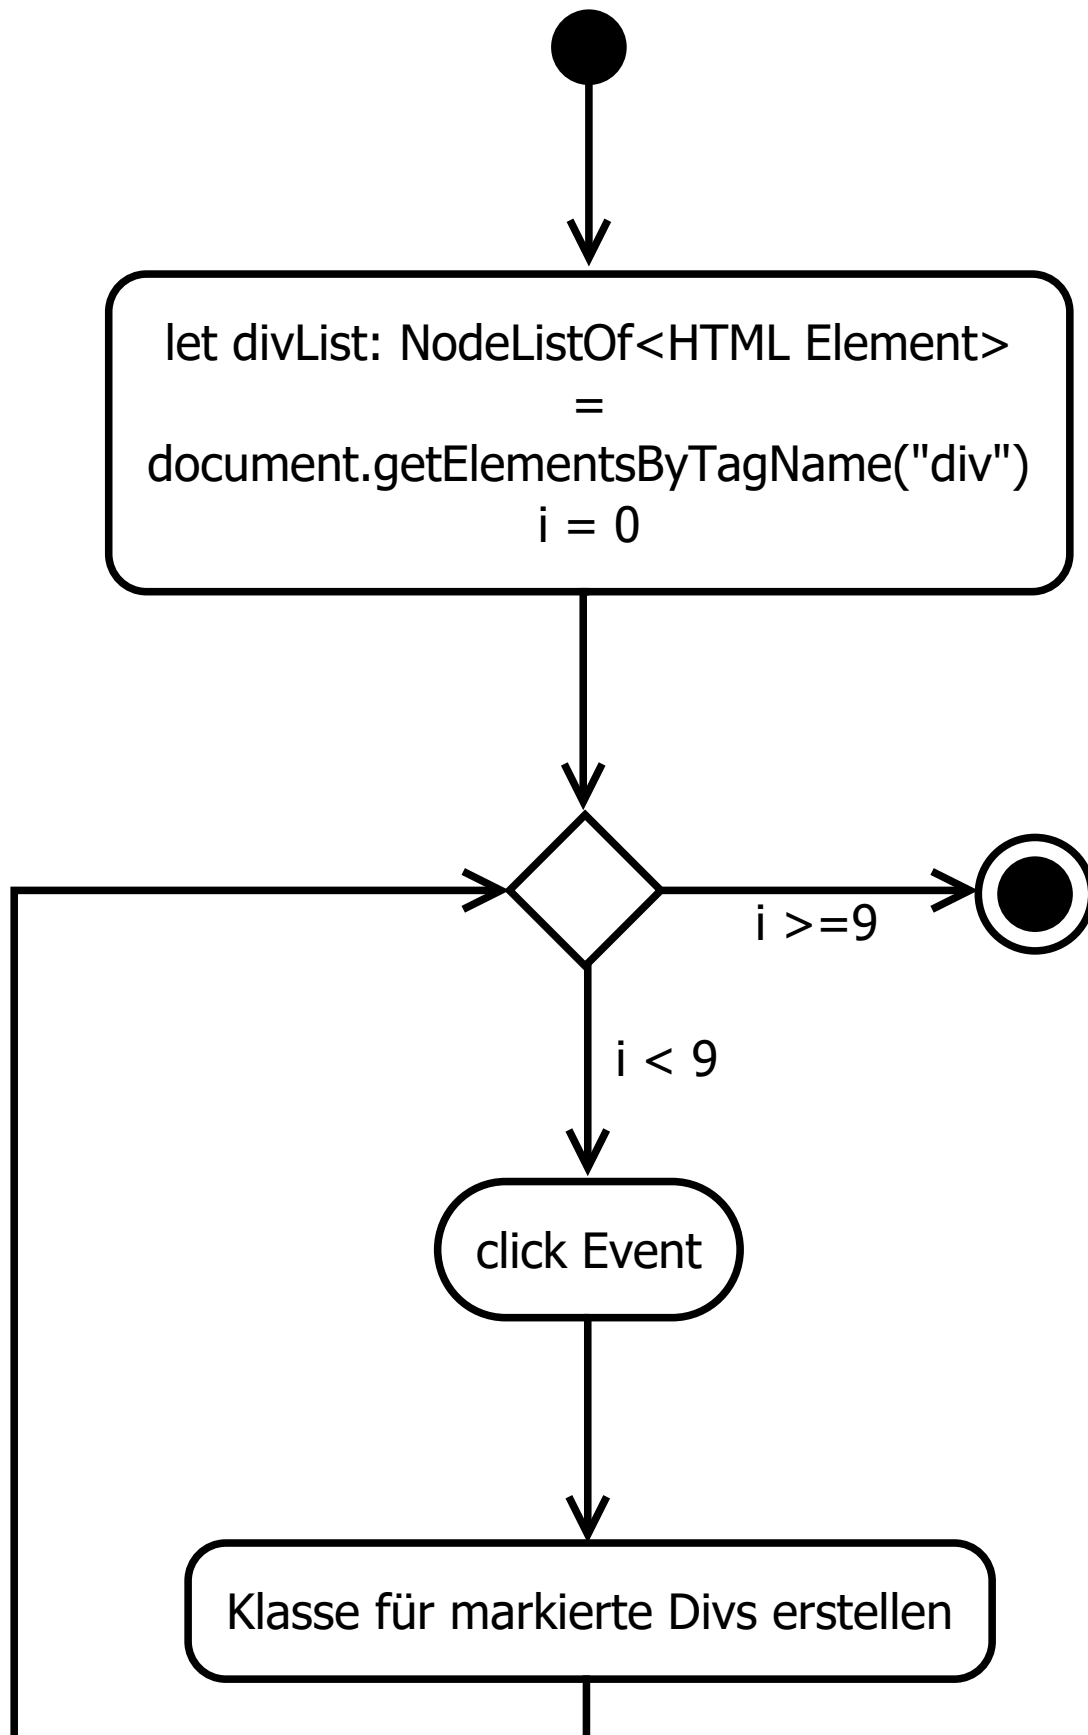 let divList: NodeListOf<HTML Element>
=
document.getElementsByTagName("div")
i = 0
i >=9
i < 9
click Event
Klasse für markierte Divs erstellen